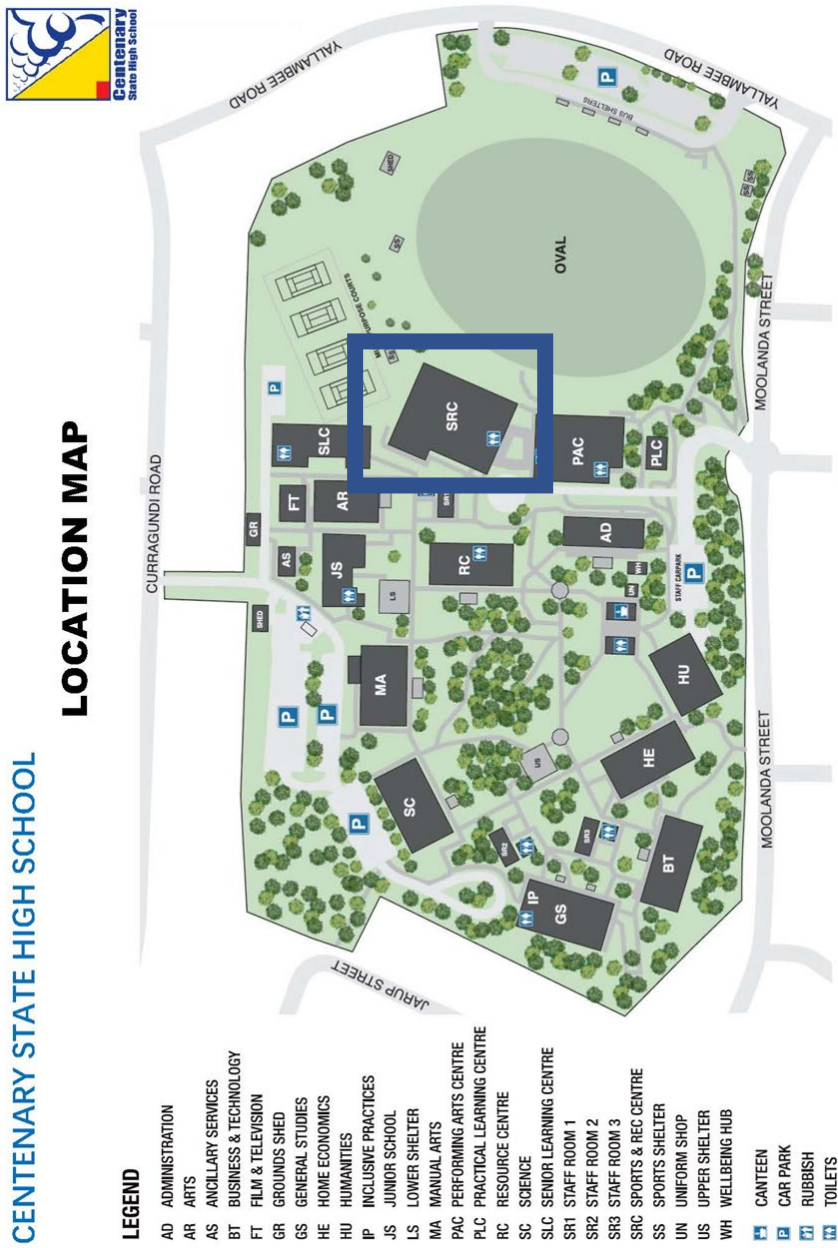 CENTENARY STATE HIGH SCHOOL
Centenary
State High School
LOCATION MAP
LEGEND
AD ADMINISTRATION
AR ARTS
AS ANCILLARY SERVICES
BT BUSINESS & TECHNOLOGY
FT FILM & TELEVISION
GR GROUNDS SHED
GS GENERAL STUDIES
HE HOME ECONOMICS
HU HUMANITIES
IP INCLUSIVE PRACTICES
JS JUNIOR SCHOOL
LS LOWER SHELTER
MA MANUAL ARTS
PAC PERFORMING ARTS CENTRE
PLC PRACTICAL LEARNING CENTRE
RC RESOURCE CENTRE
SC SCIENCE
SLC SENIOR LEARNING CENTRE
SR1 STAFF ROOM 1
SR2 STAFF ROOM 2
SR3 STAFF ROOM 3
SRC SPORTS & REC CENTRE
SS SPORTS SHELTER
UN UNIFORM SHOP
US UPPER SHELTER
WH WELLBEING HUB
CANTEEN
P CAR PARK
RUBBISH
TOILETS
CURRAGUNDI ROAD
YALLAMBEE ROAD
YALLAMBEE ROAD
JARUP STREET
MOOLANDA STREET
MOOLANDA STREET
SHED
GR
P
P
P
P
AS
FT
SLC
PURPOSE COURTS
SS
SHED
SS
JS
AR
LS
MA
SC
SR1
SRC
RC
OVAL
BUS SHELTERS
P
SS
SS
SR2
US
IP
GS
SR3
HE
BT
HU
UN
WH
AD
PAC
PLC
STAFF CARPARK
P